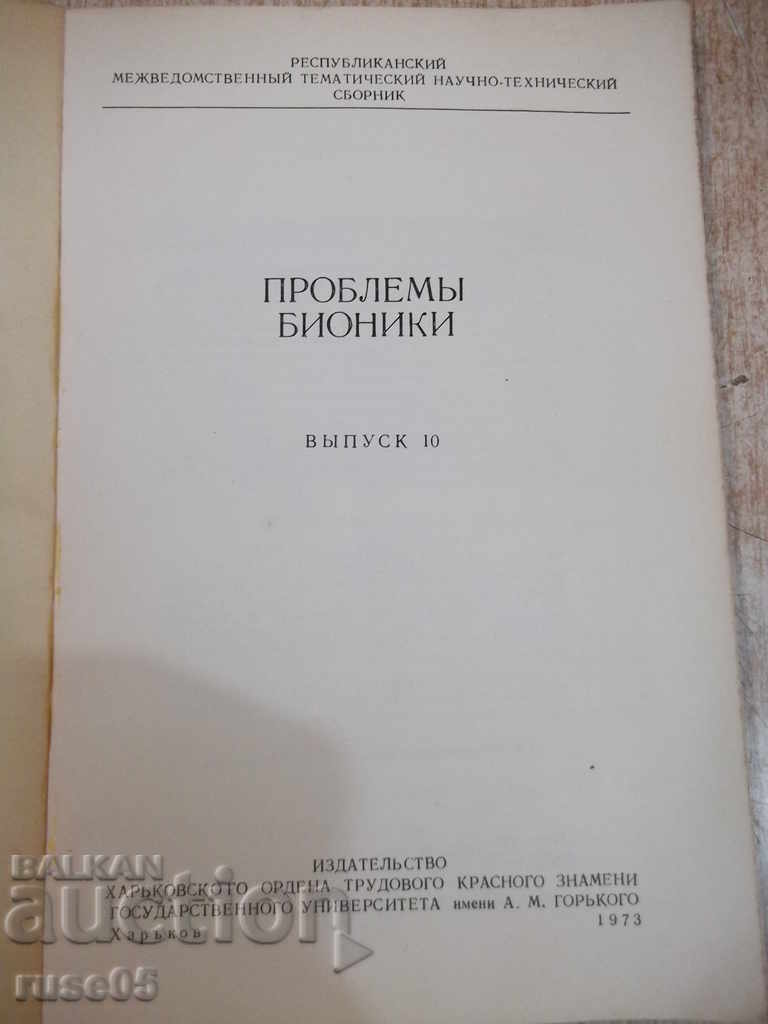 РЕСПУБЛИКАНСКИЙ
МЕЖВЕДОМСТВЕННЫЙ ТЕМАТИЧЕСКИЙ НАУЧНО-ТЕХНИЧЕСКИЙ
СБОРНИК
ПРОБЛЕМЫ
БИОНИКИ
ВЫПУСК 10
ИЗДАТЕЛЬСТВО
ХАРЬКОВСКОГО ОРДЕНА ТРУДОВОГО КРАСНОГО ЗНАМЕНИ
ГОСУДАРСТВЕННОГО УНИВЕРСИТЕТА имени А. М. ГОРЬКОГО
Харьков 1973
BALKAN
auction
ruse05